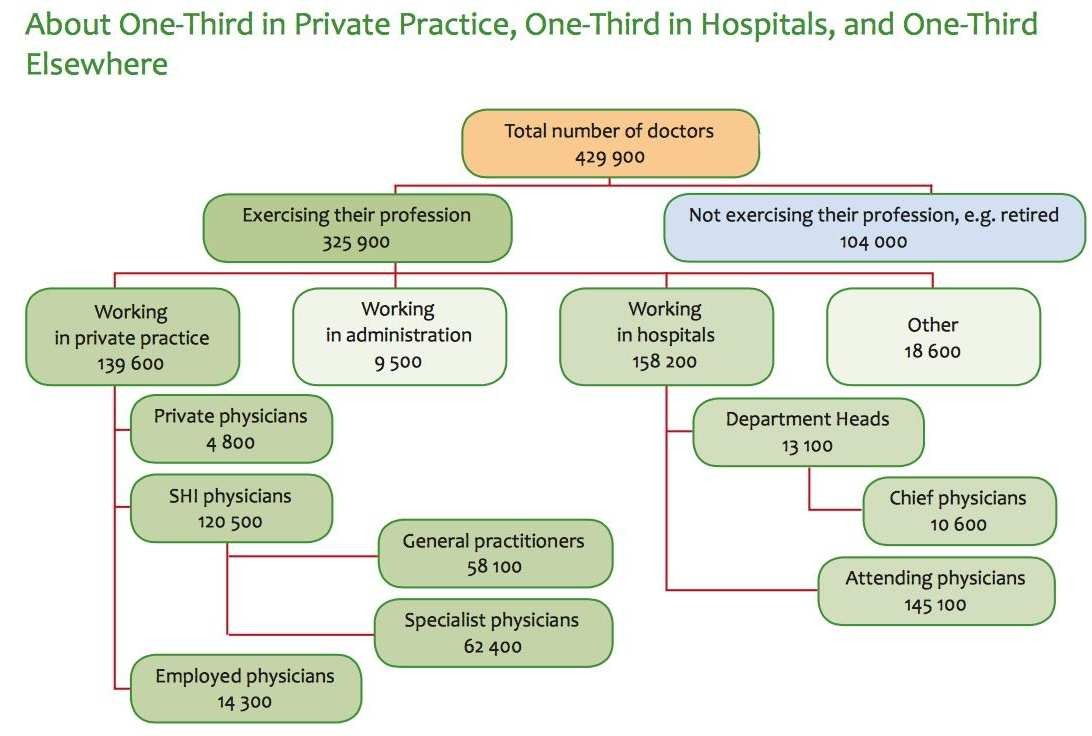 About One-Third in Private Practice, One-Third in Hospitals, and One-Third
Elsewhere
Total number of doctors
429 900
Exercising their profession
325 900
Not exercising their profession, e.g. retired
104 000
Working
in private practice
139 600
Working
in administration
9 500
Working
in hospitals
158 200
Other
18 600
Private physicians
4 800
SHI physicians
120 500
General practitioners
58 100
Specialist physicians
62 400
Employed physicians
14 300
Department Heads
13 100
Chief physicians
10 600
Attending physicians
145 100